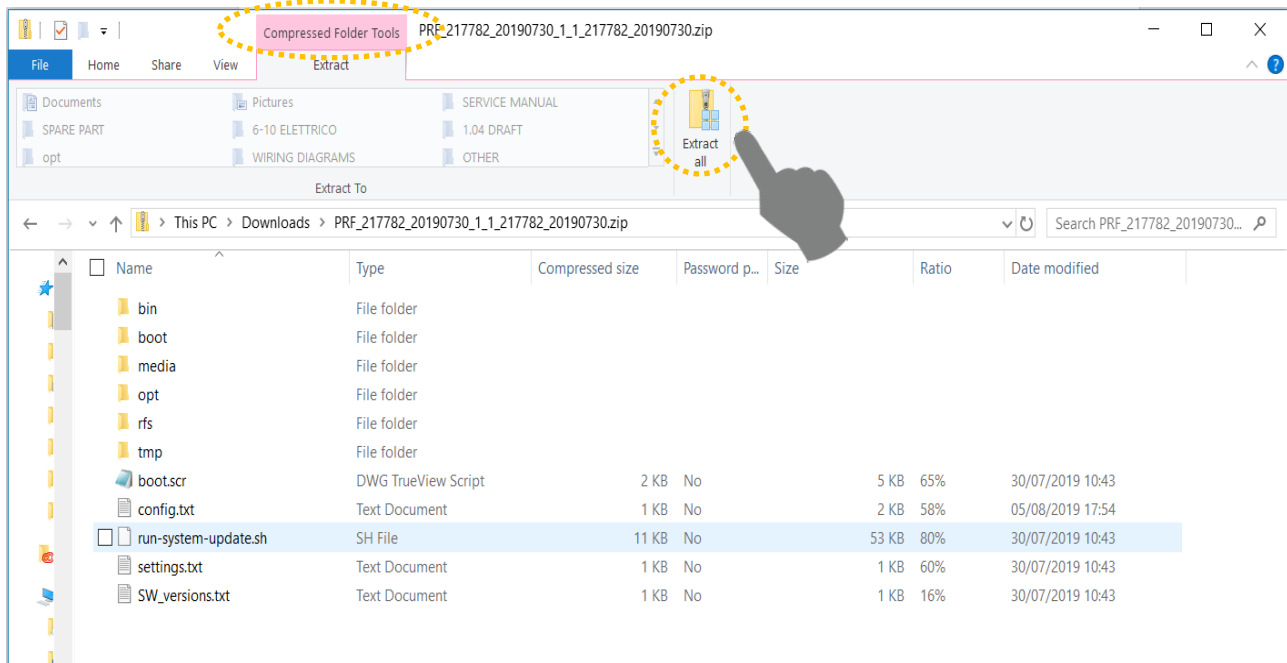 Compressed Folder Tools PRF_217782_20190730_1_1_217782_20190730.zip
File Home Share View Extract
Documents Pictures SERVICE MANUAL
SPARE PART 6-10 ELETTRICO 1.04 DRAFT
opt WIRING DIAGRAMS OTHER
Extract
all
Extract To
This PC > Downloads > PRF_217782_20190730_1_1_217782_20190730.zip
Search PRF_217782_20190730...
Name Type Compressed size Password p... Size Ratio Date modified
bin File folder
boot File folder
media File folder
opt File folder
rfs File folder
tmp File folder
boot.scr DWG TrueView Script 2 KB No 5 KB 65% 30/07/2019 10:43
config.txt Text Document 1 KB No 2 KB 58% 05/08/2019 17:54
run-system-update.sh SH File 11 KB No 53 KB 80% 30/07/2019 10:43
settings.txt Text Document 1 KB No 1 KB 60% 30/07/2019 10:43
SW_versions.txt Text Document 1 KB No 1 KB 16% 30/07/2019 10:43